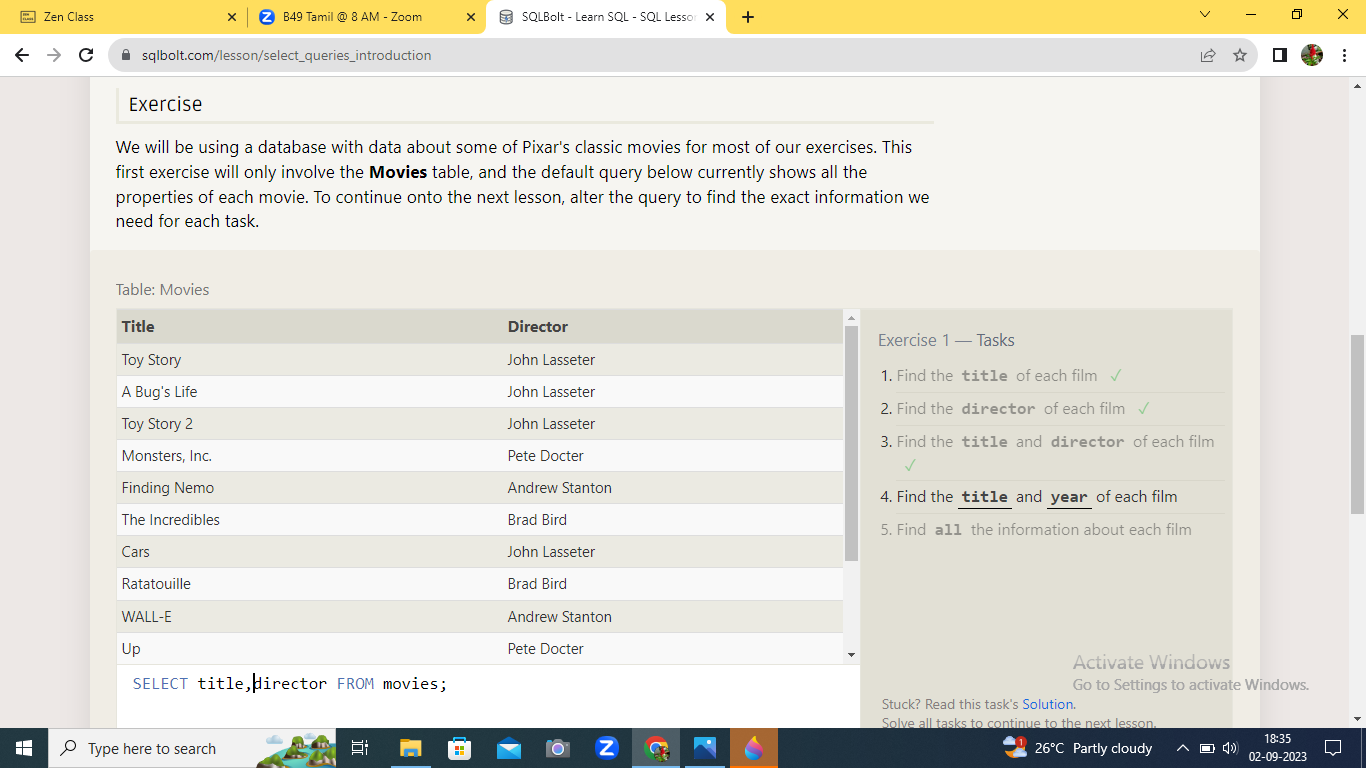 Zen Class
B49 Tamil @ 8 AM - Zoom
SQLBolt - Learn SQL - SQL Lesso
sqlbolt.com/lesson/select_queries_introduction
Exercise
We will be using a database with data about some of Pixar's classic movies for most of our exercises. This
first exercise will only involve the Movies table, and the default query below currently shows all the
properties of each movie. To continue onto the next lesson, alter the query to find the exact information we
need for each task.
Table: Movies
Title Director
Toy Story John Lasseter
A Bug's Life John Lasseter
Toy Story 2 John Lasseter
Monsters, Inc. Pete Docter
Finding Nemo Andrew Stanton
The Incredibles Brad Bird
Cars John Lasseter
Ratatouille Brad Bird
WALL-E Andrew Stanton
Up Pete Docter
SELECT title,director FROM movies;
Exercise 1 — Tasks
1. Find the title of each film ✓
2. Find the director of each film ✓
3. Find the title and director of each film
✓
4. Find the title and year of each film
5. Find all the information about each film
Activate Windows
Go to Settings to activate Windows.
Stuck? Read this task's Solution.
Solve all tasks to continue to the next lesson.
Type here to search
1
26°C Partly cloudy
18:35
02-09-2023